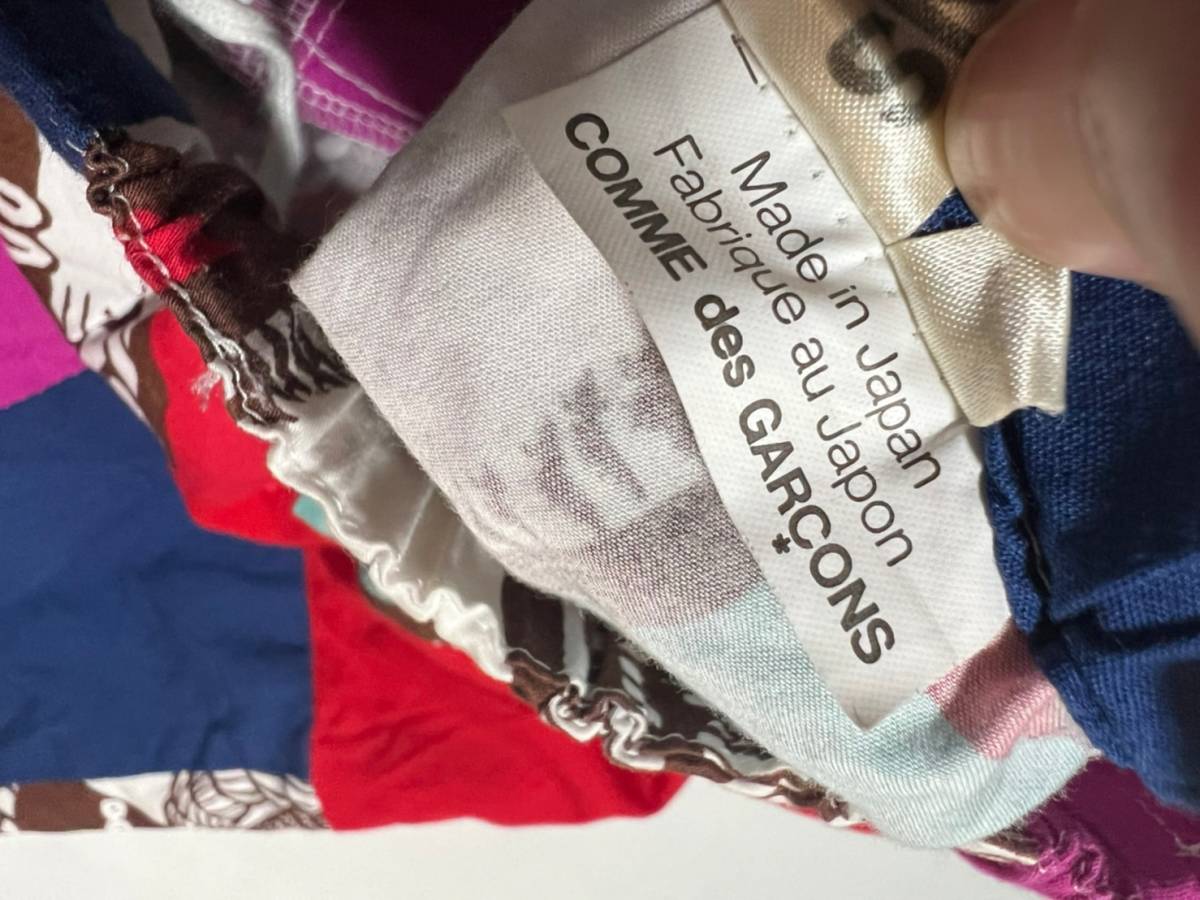 Made in Japan
Fabrique au Japon
COMME des GARÇONS
*